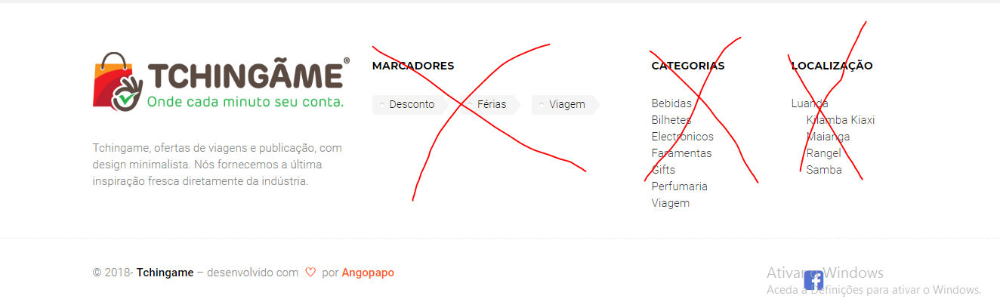 TCHINGÃME®
Onde cada minuto seu conta.
Tchingame, ofertas de viagens e publicação, com
design minimalista. Nós fornecemos a última
inspiração fresca diretamente da indústria.
MARCADORES
Desconto Férias Viagem
CATEGORIAS
Bebidas
Bilhetes
Electronicos
Faramentas
Gifts
Perfumaria
Viagem
LOCALIZAÇÃO
Luanda
Kilamba Kiaxi
Maianga
Rangel
Samba
© 2018- Tchingame – desenvolvido com ♡ por Angopapo
f
Ativar o Windows
Aceda a Definições para ativar o Windows.